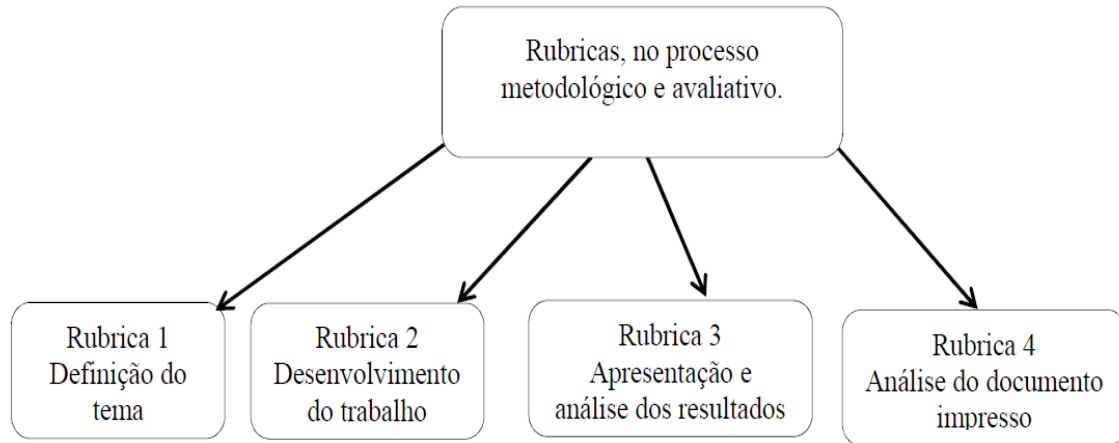 Rubricas, no processo
metodológico e avaliativo.
Rubrica 1
Definição do
tema
Rubrica 2
Desenvolvimento
do trabalho
Rubrica 3
Apresentação e
análise dos resultados
Rubrica 4
Análise do documento
impresso